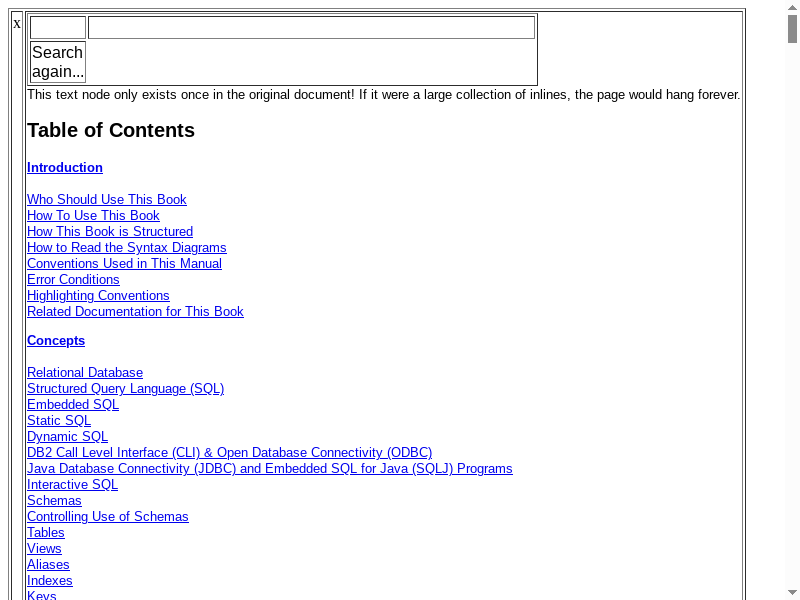 x
Search
again...
This text node only exists once in the original document! If it were a large collection of inlines, the page would hang forever.
Table of Contents
Introduction
Who Should Use This Book
How To Use This Book
How This Book is Structured
How to Read the Syntax Diagrams
Conventions Used in This Manual
Error Conditions
Highlighting Conventions
Related Documentation for This Book
Concepts
Relational Database
Structured Query Language (SQL)
Embedded SQL
Static SQL
Dynamic SQL
DB2 Call Level Interface (CLI) & Open Database Connectivity (ODBC)
Java Database Connectivity (JDBC) and Embedded SQL for Java (SQLJ) Programs
Interactive SQL
Schemas
Controlling Use of Schemas
Tables
Views
Aliases
Indexes
Keys